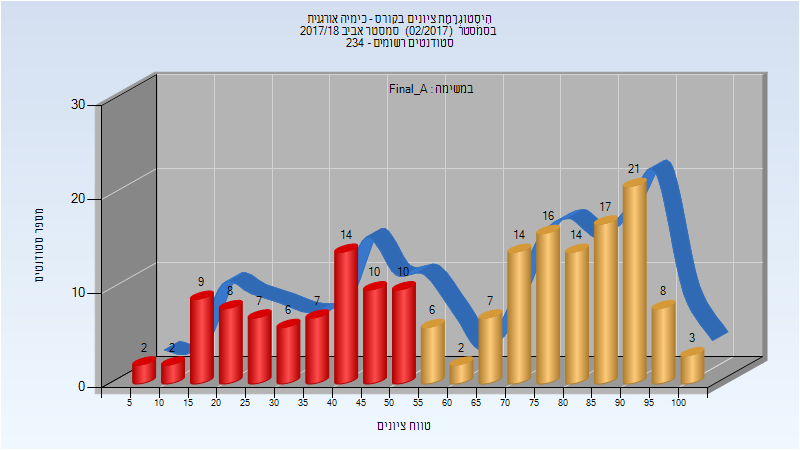 היסטוגרמת ציונים בקורס - כימיה אורגנית
בסמסטר (02/2017) סמסטר אביב 2017/18
סטודנטים רשומים - 234
במשימה : Final_A
30
20
10
0
מספר סטודנטים
2 2 9 8 7 6 7 14 10 10 6 2 7 14 16 14 17 21 8 3
5 10 15 20 25 30 35 40 45 50 55 60 65 70 75 80 85 90 95 100
טווח ציונים